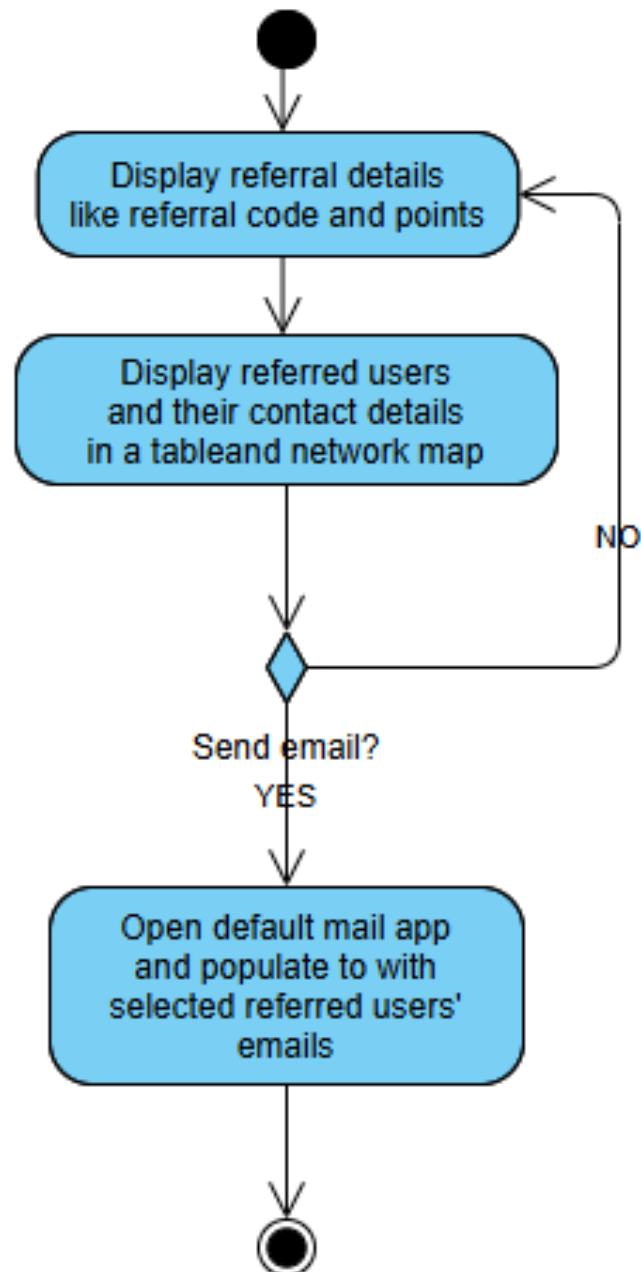 Display referral details
like referral code and points
Display referred users
and their contact details
in a tableand network map
NO
Send email?
YES
Open default mail app
and populate to with
selected referred users'
emails